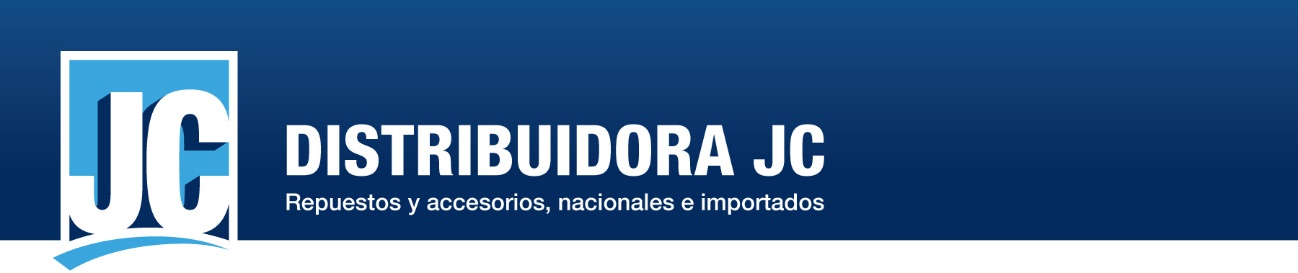 JC
DISTRIBUIDORA JC
Repuestos y accesorios, nacionales e importados